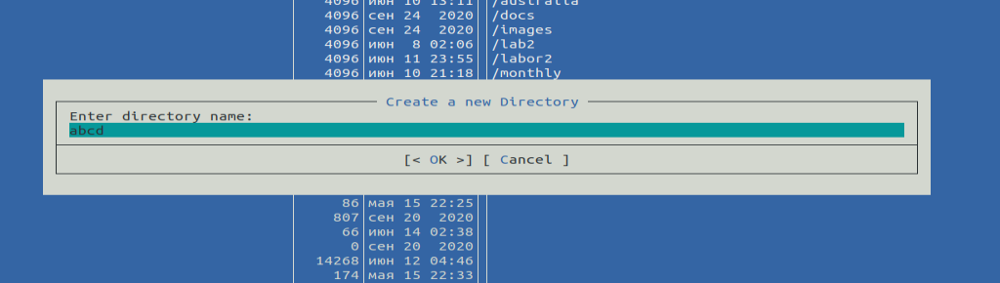 4096 июн 10 13:11 /australia
4096 сен 24 2020 /docs
4096 сен 24 2020 /images
4096 июн 8 02:06 /lab2
4096 июн 11 23:55 /labor2
4096 июн 10 21:18 /monthly
Create a new Directory
Enter directory name:
abcd
[< OK >] [ Cancel ]
86 мая 15 22:25
807 сен 20 2020
66 июн 14 02:38
0 сен 20 2020
14268 июн 12 04:46
174 мая 15 22:33